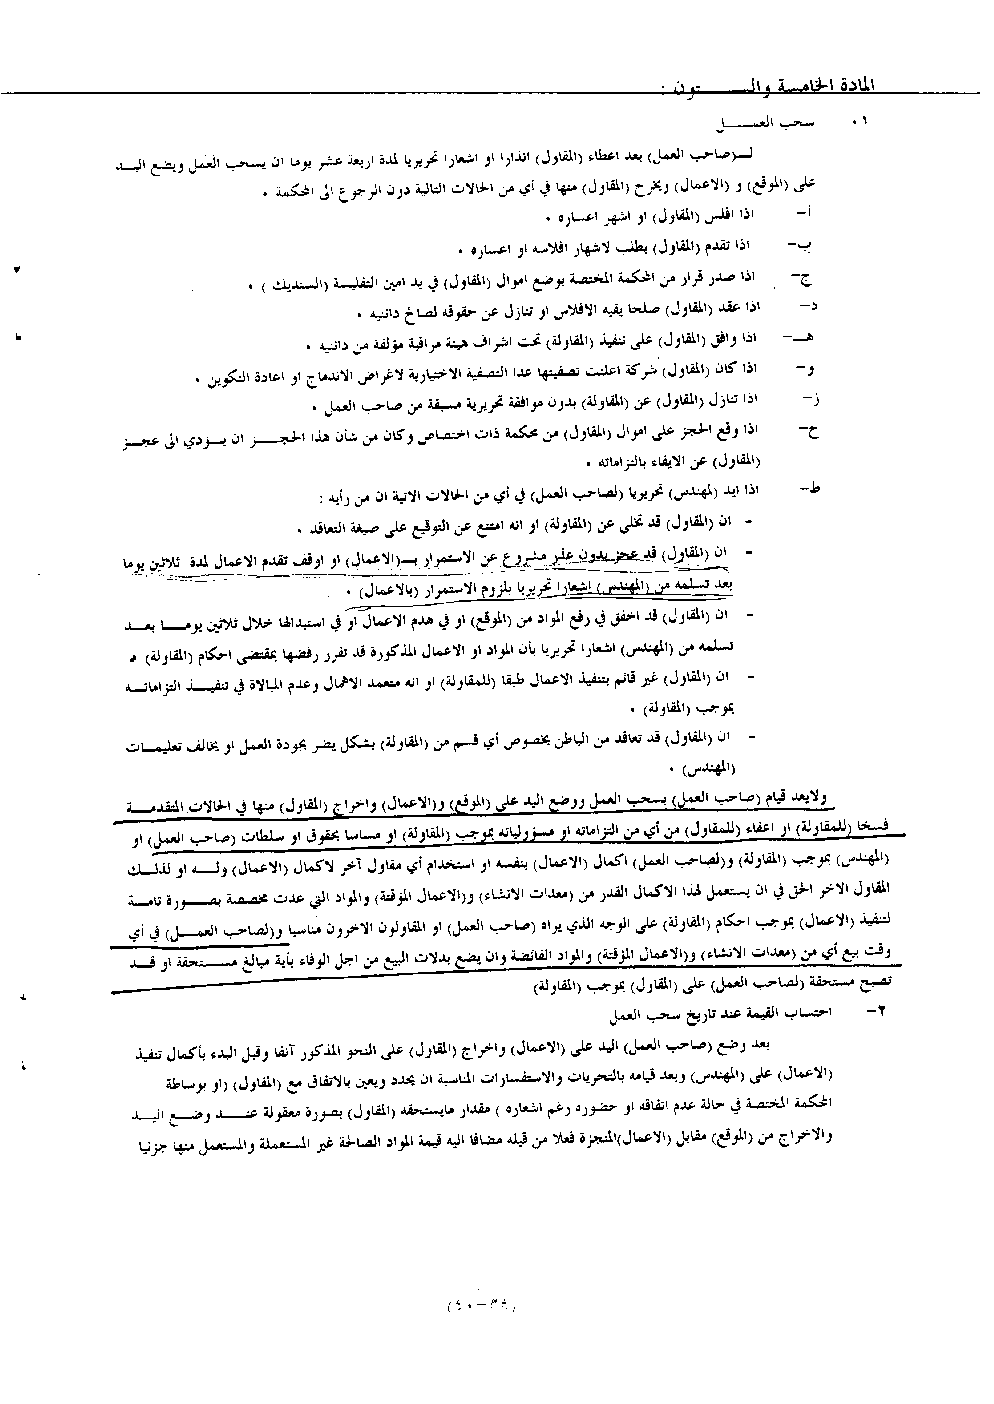 المادة الخامسة والستون :
١٠ سحب العمل
لـ(صاحب العمل) بعد اعطاء (المقاول) انذارا او اشعارا تحريريا لمدة اربعة عشر يوما ان يسحب العمل ويضع اليد
على (الموقع) و (الاعمال) ويخرج (المقاول) منها في أي من الحالات التالية دون الرجوع الى المحكمة .
أ- اذا افلس (المقاول) او اشهر اعساره .
ب- اذا تقدم (المقاول) بطلب لاشهار افلاسه او اعساره .
ج- اذا صدر قرار من المحكمة المختصة بوضع اموال (المقاول) في يد امين التفليسة (السنديك) .
د- اذا عقد (المقاول) صلحا يقيه الافلاس او تنازل عن حقوقه لصالح دائنيه .
هـ- اذا وافق (المقاول) على تنفيذ (المقاولة) تحت اشراف هيئة مراقبة مؤلفة من دائنيه .
و- اذا كان (المقاول) شركة اعلنت تصفيتها عدا التصفية الاختيارية لاغراض الاندماج او اعادة التكوين .
ز- اذا تنازل (المقاول) عن (المقاولة) بدون موافقة تحريرية مسبقة من صاحب العمل .
ح- اذا وقع الحجز على اموال (المقاول) من محكمة ذات اختصاص وكان من شأن هذا الحجز ان يؤدي الى عجز
(المقاول) عن الايفاء بالتزاماته .
ط- اذا ايد (المهندس) تحريريا (لصاحب العمل) في أي من الحالات الاتية ان من رأيه :
- ان (المقاول) قد تخلى عن (المقاولة) او انه امتنع عن التوقيع على صيغة التعاقد .
- ان (المقاول) قد عجز بدون عذر مشروع عن الاستمرار بـ(الاعمال) او اوقف تقدم الاعمال لمدة ثلاثين يوما
بعد تسلمه من (المهندس) اشعارا تحريريا بلزوم الاستمرار (بالاعمال) .
- ان (المقاول) قد اخفق في رفع المواد من (الموقع) او في هدم الاعمال او في استبدالها خلال ثلاثين يوما بعد
تسلمه من (المهندس) اشعارا تحريريا بأن المواد او الاعمال المذكورة قد تقرر رفضها بمقتضى احكام (المقاولة) .
- ان (المقاول) غير قائم بتنفيذ الاعمال طبقا (للمقاولة) او انه متعمد الاهمال وعدم المبالاة في تنفيذ التزاماته
بموجب (المقاولة) .
- ان (المقاول) قد تعاقد من الباطن بخصوص أي قسم من (المقاولة) بشكل يضر بجودة العمل او يخالف تعليمات
(المهندس) .
ولايعد قيام (صاحب العمل) بسحب العمل ووضع اليد على (الموقع) و(الاعمال) واخراج (المقاول) منها في الحالات المتقدمة
فسخا (للمقاولة) او اعفاء (للمقاول) من أي من التزاماته او مسؤولياته بموجب (المقاولة) او مساسا بحقوق او سلطات (صاحب العمل) او
(المهندس) بموجب (المقاولة) و(لصاحب العمل) اكمال (الاعمال) بنفسه او استخدام أي مقاول آخر لاكمال (الاعمال) وله او لذلك
المقاول الاخر الحق في ان يستعمل لهذا الاكمال القدر من (معدات الانشاء) و(الاعمال الموقتة) والمواد التي عدت مخصصة بصورة تامة
لتنفيذ (الاعمال) بموجب احكام (المقاولة) على الوجه الذي يراه (صاحب العمل) او المقاولون الاخرون مناسبا و(لصاحب العمل) في أي
وقت بيع أي من (معدات الانشاء) و(الاعمال المؤقتة) والمواد الفائضة وان يضع بدلات البيع من اجل الوفاء بأية مبالغ مستحقة او قد
تصبح مستحقة (لصاحب العمل) على (المقاول) بموجب (المقاولة)
٢- احتساب القيمة عند تاريخ سحب العمل
بعد وضع (صاحب العمل) اليد على (الاعمال) واخراج (المقاول) على النحو المذكور آنفا وقبل البدء بأكمال تنفيذ
(الاعمال) على (المهندس) وبعد قيامه بالتحريات والاستفسارات المناسبة ان يحدد ويعين بالاتفاق مع (المقاول) (او بوساطة
المحكمة المختصة في حالة عدم اتفاقه او حضوره رغم اشعاره ) مقدار مايستحقه (المقاول) بصورة معقولة عند وضع اليد
والاخراج من (الموقع) مقابل (الاعمال)المنجزة فعلا من قبله مضافا اليه قيمة المواد الصالحة غير المستعملة والمستعمل منها جزئيا
(٣٨-٤٠)